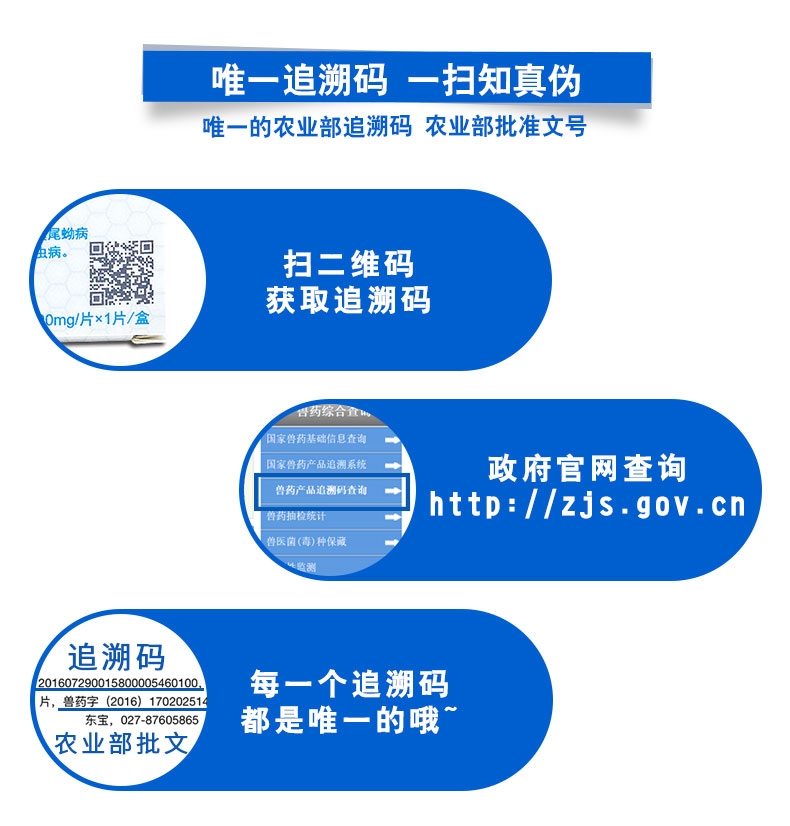 唯一追溯码 一扫知真伪
唯一的农业部追溯码 农业部批准文号
尾蚴病
虫病。
0mg/片×1片/盒
扫二维码
获取追溯码
兽药综合查询
国家兽药基础信息查询
国家兽药产品追溯系统
兽药产品追溯码查询
兽药抽检统计
兽医菌(毒)种保藏
监测
政府官网查询
http://zjs.gov.cn
追溯码
201607290015800005460100,
片，兽药字（2016）170202514
东宝，027-87605865
农业部批文
每一个追溯码
都是唯一的哦~